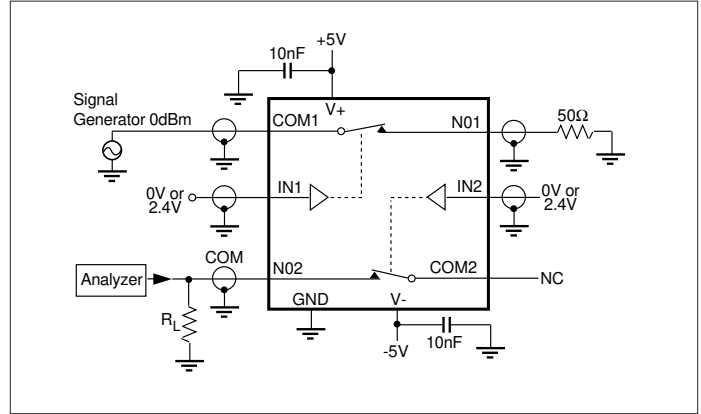 +5V
10nF
Signal
Generator 0dBm
V+
COM1
N01
50Ω
IN1
IN2
0V or
2.4V
0V or
2.4V
COM
N02
COM2
NC
Analyzer
GND
V-
RL
-5V
10nF